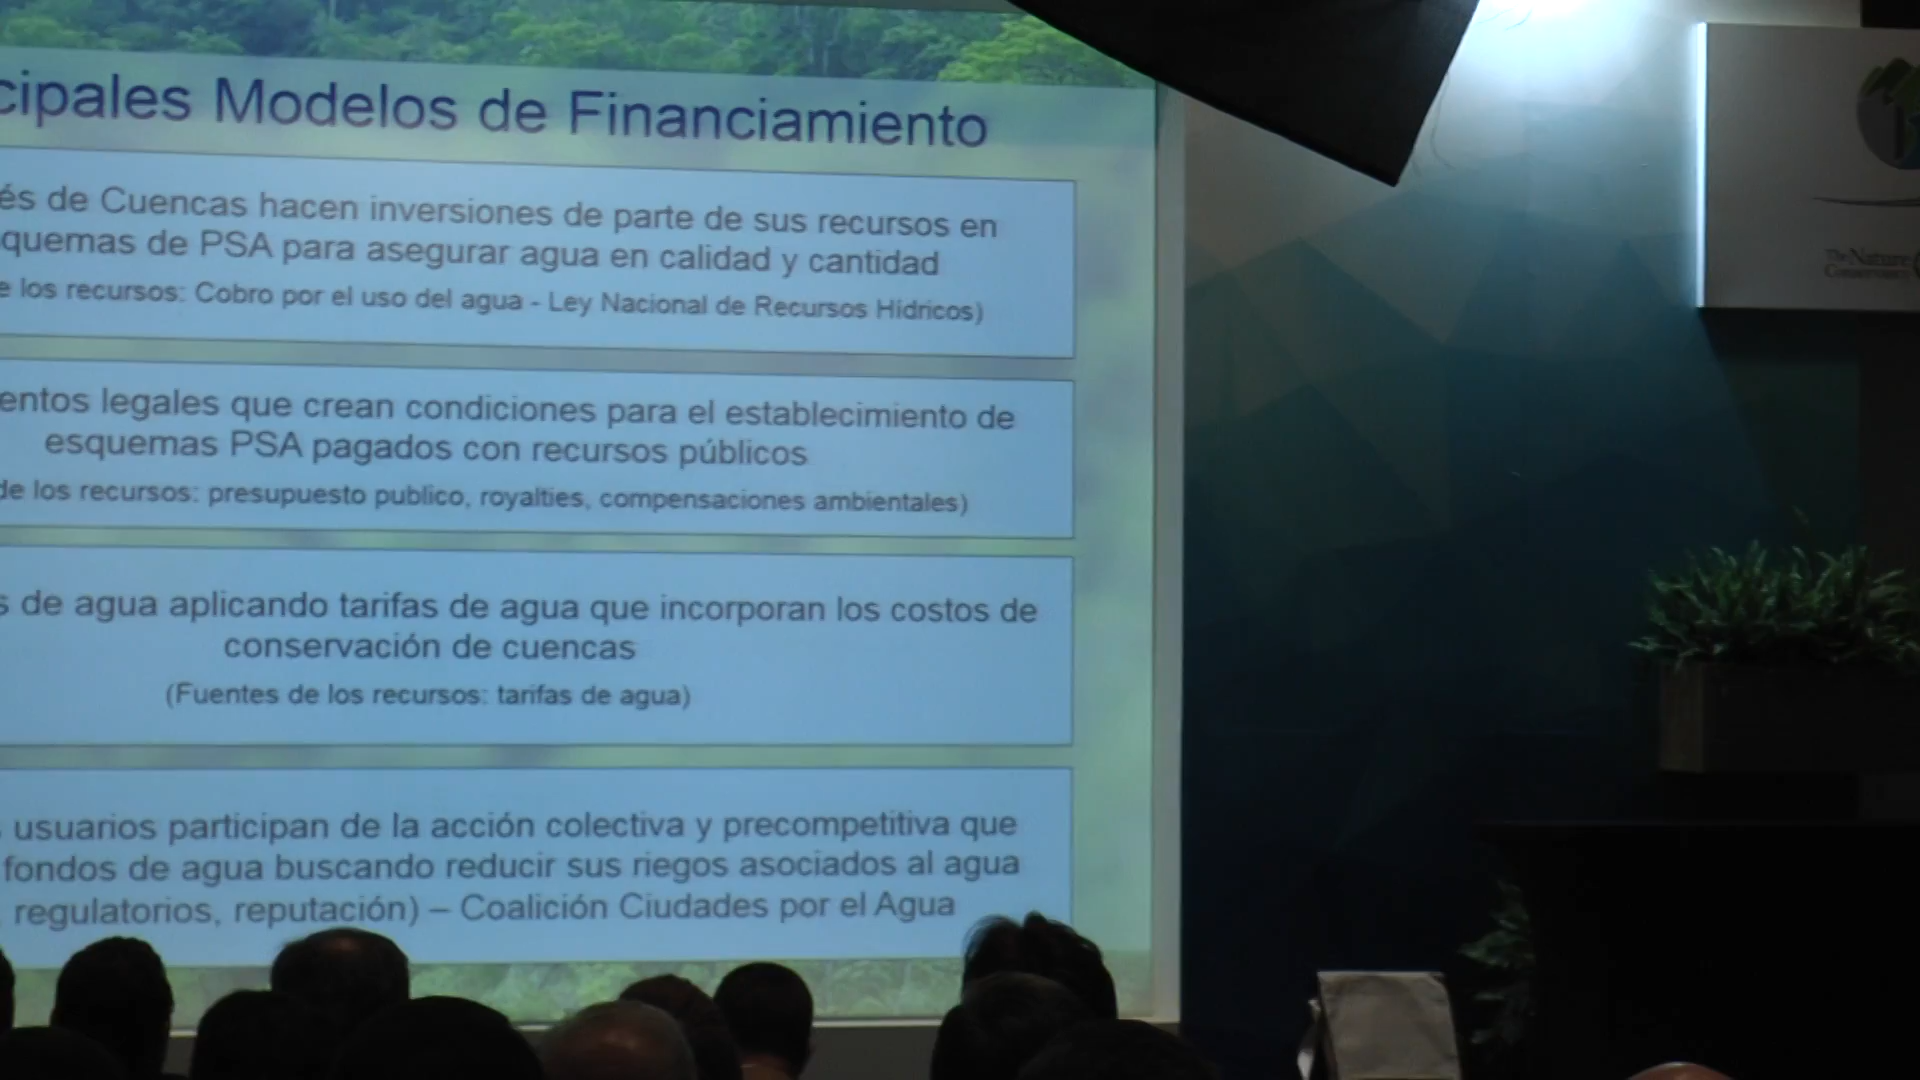 cipales Modelos de Financiamiento
és de Cuencas hacen inversiones de parte de sus recursos en
quemas de PSA para asegurar agua en calidad y cantidad
e los recursos: Cobro por el uso del agua - Ley Nacional de Recursos Hídricos)
entos legales que crean condiciones para el establecimiento de
esquemas PSA pagados con recursos públicos
de los recursos: presupuesto publico, royalties, compensaciones ambientales)
s de agua aplicando tarifas de agua que incorporan los costos de
conservación de cuencas
(Fuentes de los recursos: tarifas de agua)
usuarios participan de la acción colectiva y precompetitiva que
fondos de agua buscando reducir sus riegos asociados al agua
regulatorios, reputación) – Coalición Ciudades por el Agua
The Nature
Conservancy